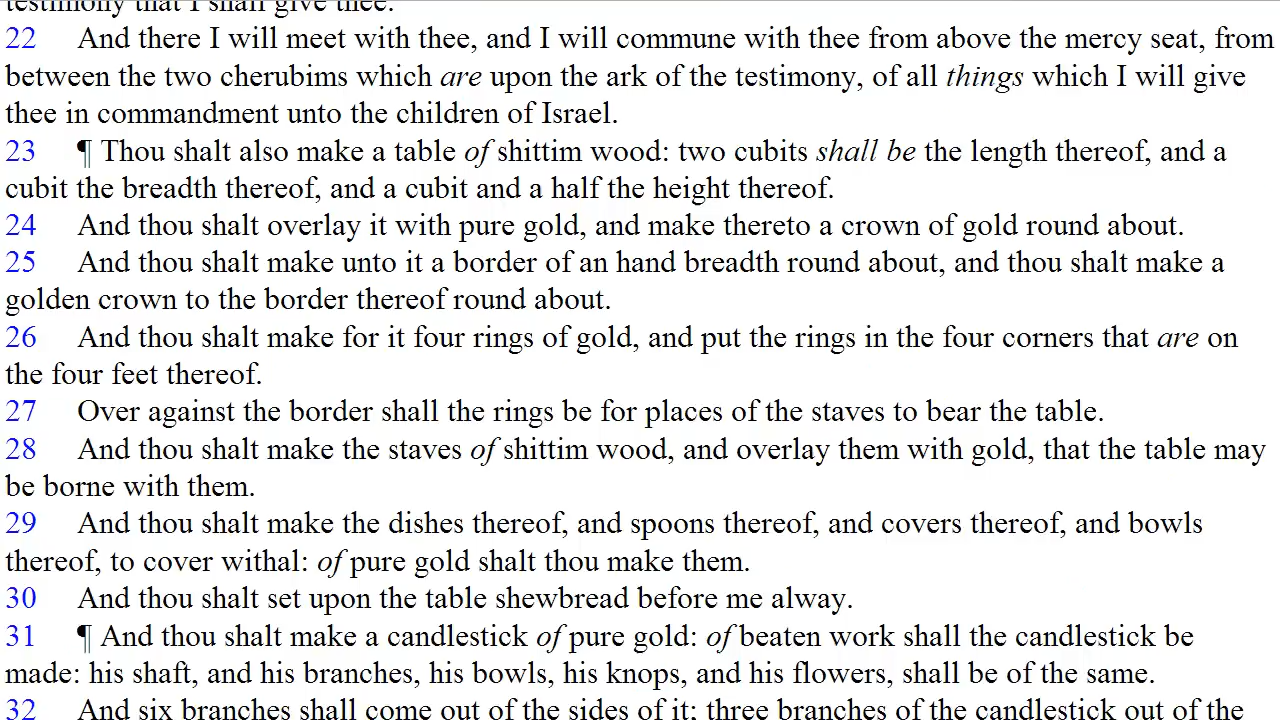 testimony that I shall give thee.
22 And there I will meet with thee, and I will commune with thee from above the mercy seat, from
between the two cherubims which are upon the ark of the testimony, of all things which I will give
thee in commandment unto the children of Israel.
23 ¶ Thou shalt also make a table of shittim wood: two cubits shall be the length thereof, and a
cubit the breadth thereof, and a cubit and a half the height thereof.
24 And thou shalt overlay it with pure gold, and make thereto a crown of gold round about.
25 And thou shalt make unto it a border of an hand breadth round about, and thou shalt make a
golden crown to the border thereof round about.
26 And thou shalt make for it four rings of gold, and put the rings in the four corners that are on
the four feet thereof.
27 Over against the border shall the rings be for places of the staves to bear the table.
28 And thou shalt make the staves of shittim wood, and overlay them with gold, that the table may
be borne with them.
29 And thou shalt make the dishes thereof, and spoons thereof, and covers thereof, and bowls
thereof, to cover withal: of pure gold shalt thou make them.
30 And thou shalt set upon the table shewbread before me alway.
31 ¶ And thou shalt make a candlestick of pure gold: of beaten work shall the candlestick be
made: his shaft, and his branches, his bowls, his knops, and his flowers, shall be of the same.
32 And six branches shall come out of the sides of it; three branches of the candlestick out of the